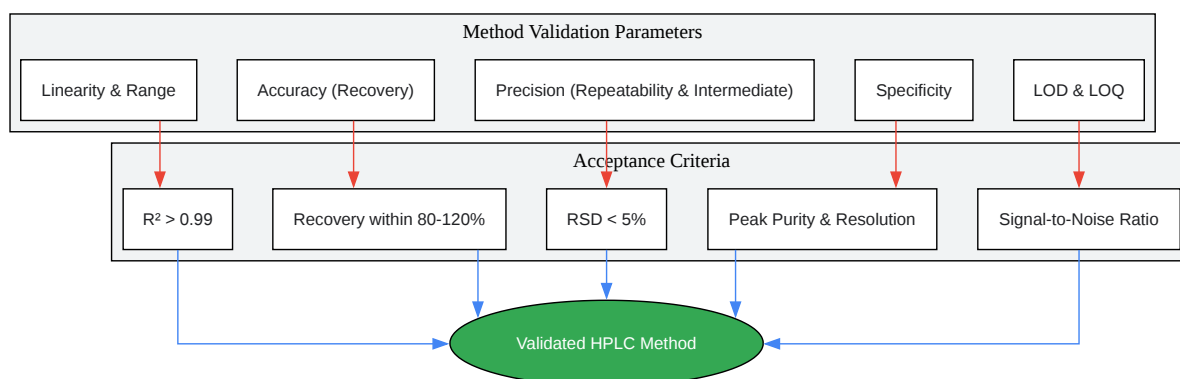 Method Validation Parameters
Linearity & Range
Accuracy (Recovery)
Precision (Repeatability & Intermediate)
Specificity
LOD & LOQ
Acceptance Criteria
R² > 0.99
Recovery within 80-120%
RSD < 5%
Peak Purity & Resolution
Signal-to-Noise Ratio
Validated HPLC Method